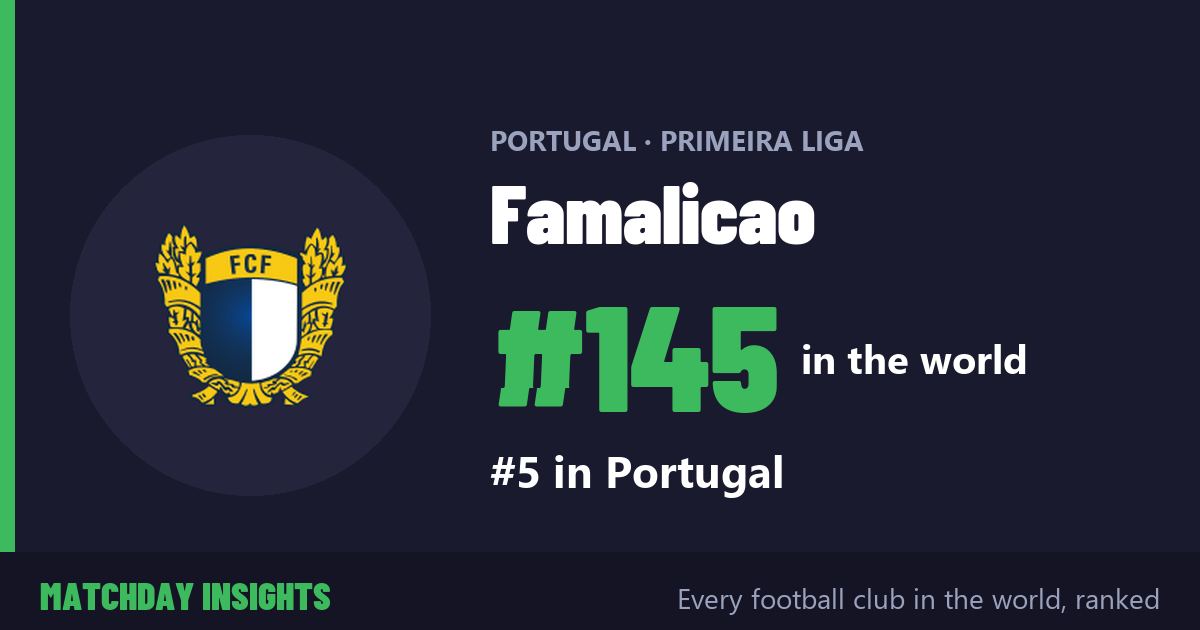 PORTUGAL · PRIMEIRA LIGA
Famalicao
FCF
#145 in the world
#5 in Portugal
MATCHDAY INSIGHTS
Every football club in the world, ranked